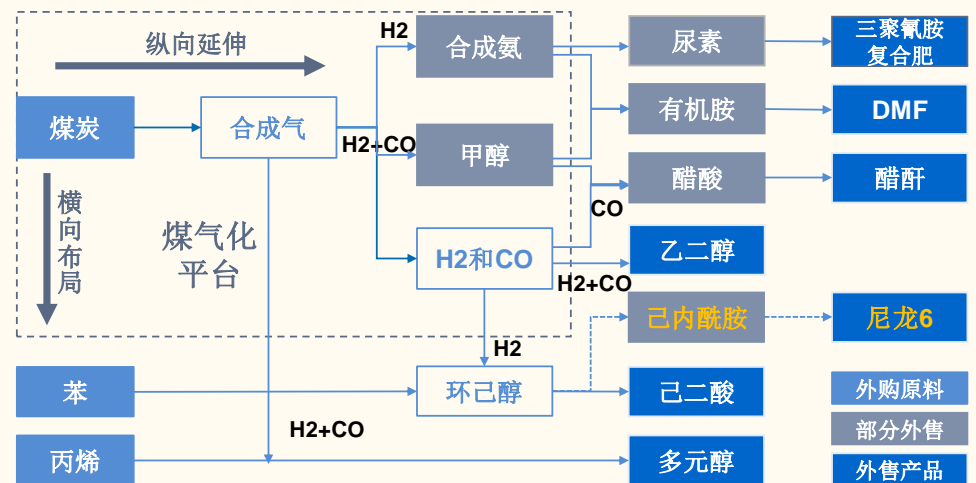 纵向延伸
H2
合成氨
尿素
三聚氰胺
复合肥
煤炭
合成气
H2+CO
有机胺
DMF
甲醇
醋酸
醋酐
CO
横向布局
煤气化
平台
H2和CO
乙二醇
H2+CO
己内酰胺
尼龙6
H2
苯
环己醇
己二酸
外购原料
H2+CO
部分外售
丙烯
多元醇
外售产品